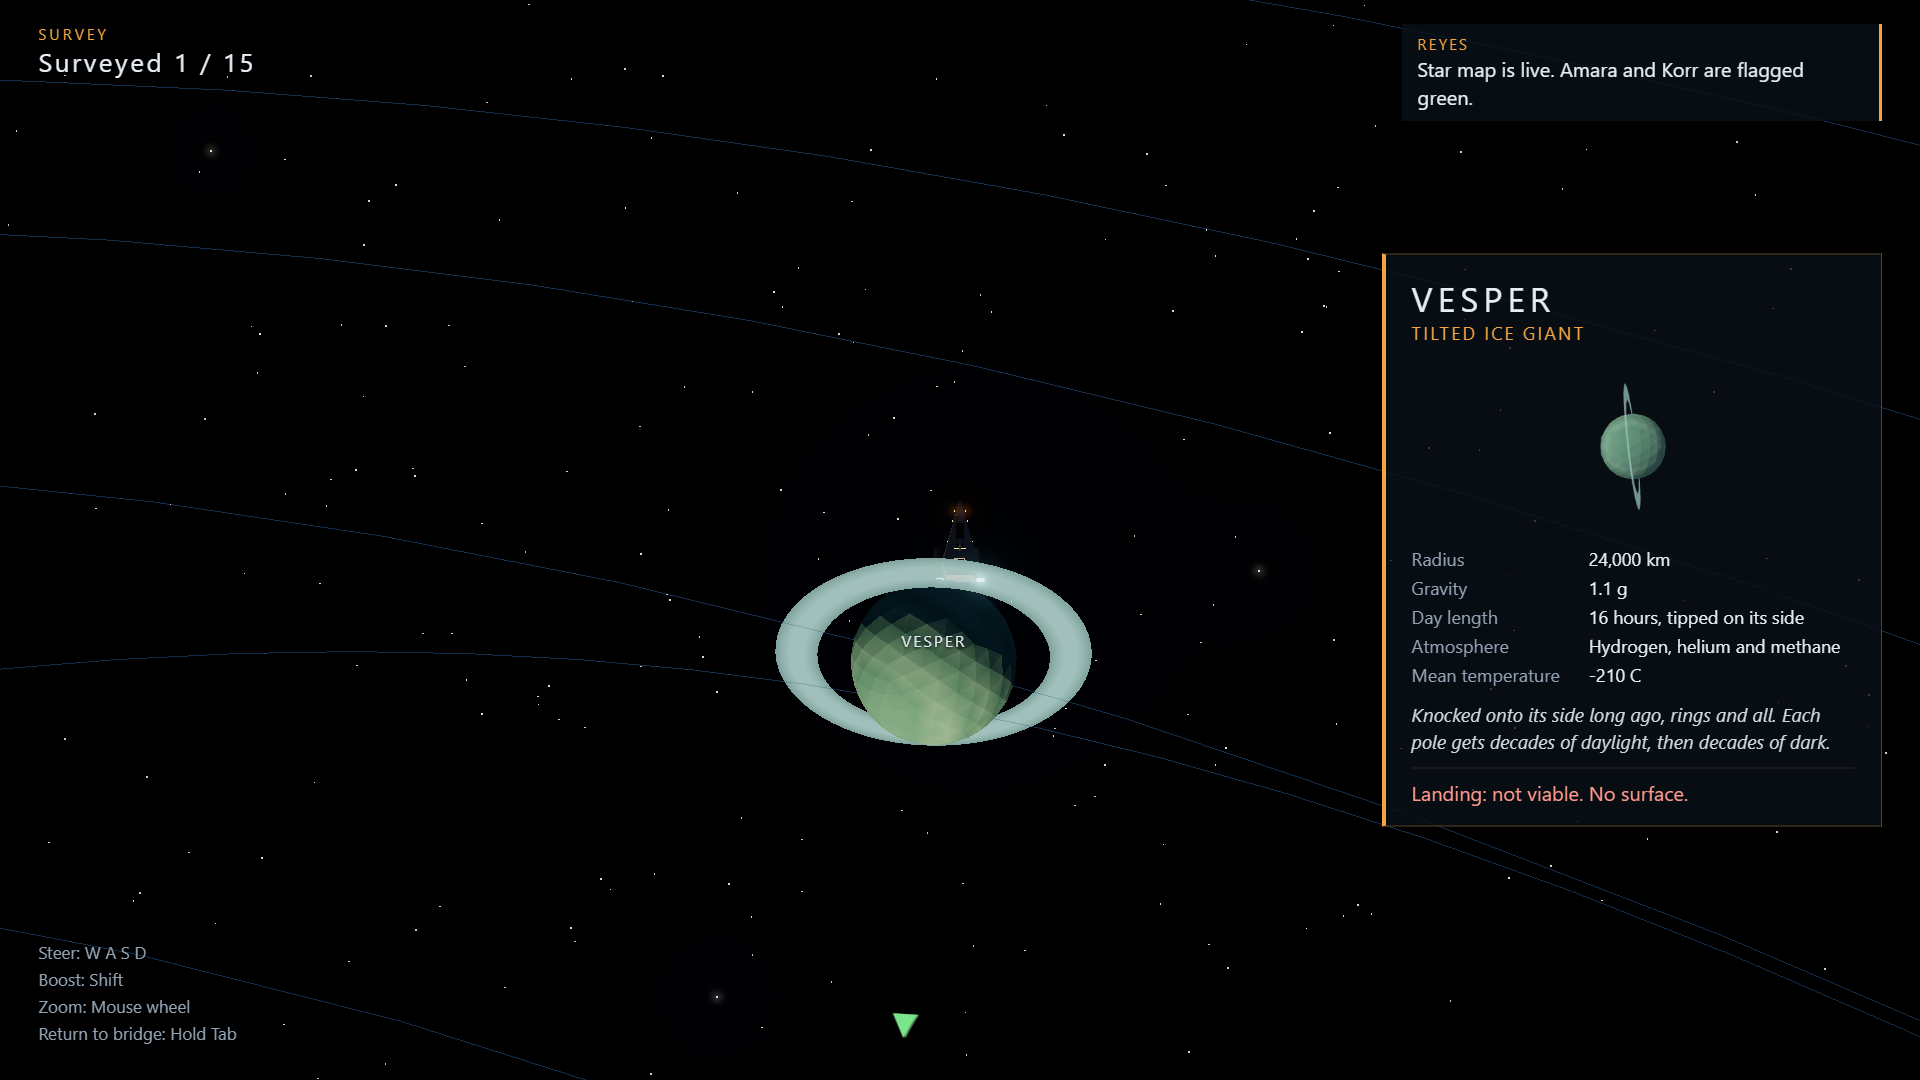 SURVEY
Surveyed 1 / 15
REYES
Star map is live. Amara and Korr are flagged
green.
VESPER
TILTED ICE GIANT
Radius 24,000 km
Gravity 1.1 g
Day length 16 hours, tipped on its side
Atmosphere Hydrogen, helium and methane
Mean temperature -210 C
Knocked onto its side long ago, rings and all. Each
pole gets decades of daylight, then decades of dark.
Landing: not viable. No surface.
VESPER
Steer: W A S D
Boost: Shift
Zoom: Mouse wheel
Return to bridge: Hold Tab